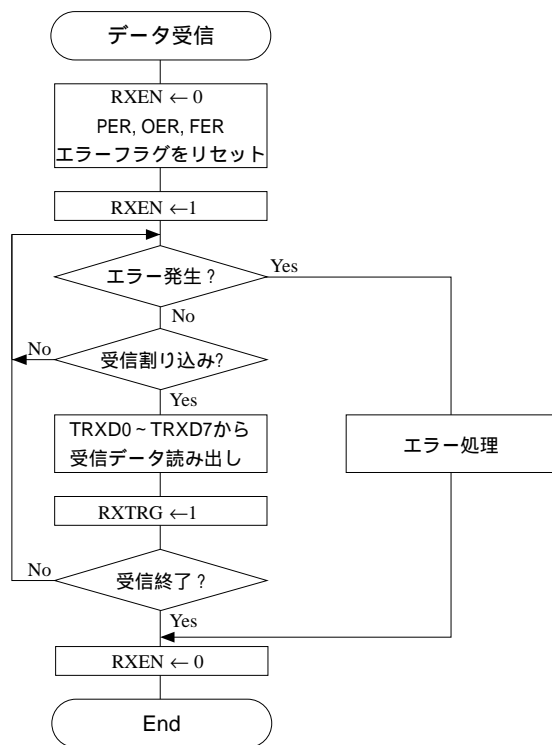 データ受信
RXEN ← 0
PER, OER, FER
エラーフラグをリセット
RXEN ←1
エラー発生？
Yes
No
受信割り込み?
No
Yes
TRXD0 ~ TRXD7から
受信データ読み出し
エラー処理
RXTRG ←1
受信終了？
No
Yes
RXEN ← 0
End